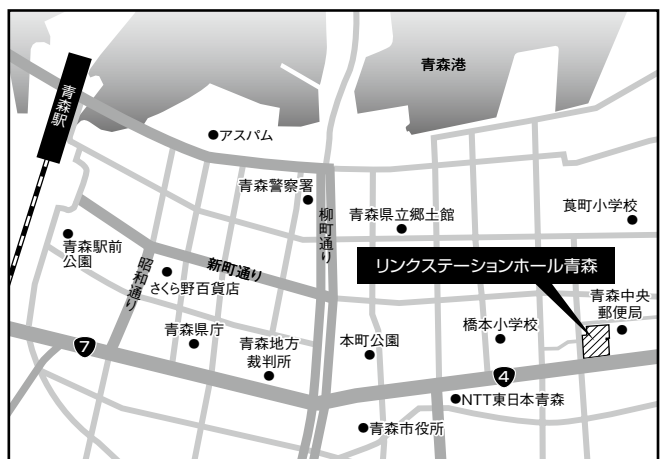 青森港
青森駅
アスパム
青森警察署
柳町通り
青森県立郷土館
莨町小学校
青森駅前
公園
昭和通り
新町通り
さくら野百貨店
リンクステーションホール青森
青森中央
郵便局
7
青森県庁
青森地方
裁判所
本町公園
橋本小学校
4
NTT東日本青森
青森市役所